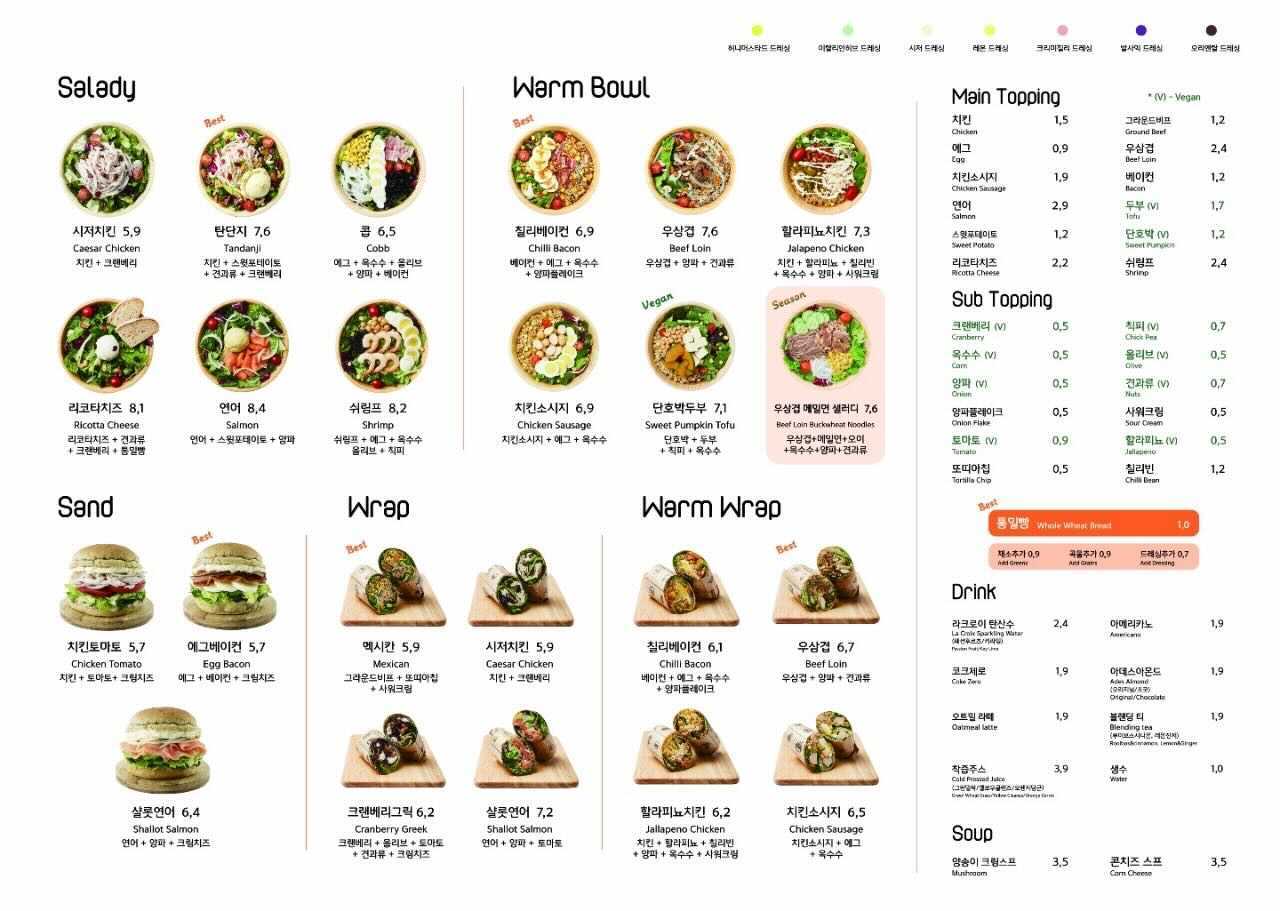 허니머스타드 드레싱
이탈리안허브 드레싱
시저 드레싱
레몬 드레싱
크리미칠리 드레싱
발사믹 드레싱
오리엔탈 드레싱
Salady
시저치킨 5,9
Caesar Chicken
치킨 + 크랜베리
Best
탄단지 7,6
Tandanji
치킨 + 스윗포테이토
+ 견과류 + 크랜베리
콥 6,5
Cobb
에그 + 옥수수 + 올리브
+ 양파 + 베이컨
리코타치즈 8,1
Ricotta Cheese
리코타치즈 + 견과류
+ 크랜베리 + 통밀빵
연어 8,4
Salmon
연어 + 스윗포테이토 + 양파
쉬림프 8,2
Shrimp
쉬림프 + 에그 + 옥수수
올리브 + 칙피
Warm Bowl
Best
칠리베이컨 6,9
Chilli Bacon
베이컨 + 에그 + 옥수수
+ 양파플레이크
우삼겹 7,6
Beef Loin
우삼겹 + 양파 + 견과류
할라피뇨치킨 7,3
Jalapeno Chicken
치킨 + 할라피뇨 + 칠리빈
+ 옥수수 + 양파 + 사워크림
치킨소시지 6,9
Chicken Sausage
치킨소시지 + 에그 + 옥수수
Vegan
단호박두부 7,1
Sweet Pumpkin Tofu
단호박 + 두부
+ 칙피 + 옥수수
Season
우삼겹 메밀면 샐러디 7,6
Beef Loin Buckwheat Noodles
우삼겹+메밀면+오이
+옥수수+양파+견과류
Sand
치킨토마토 5,7
Chicken Tomato
치킨 + 토마토+ 크림치즈
Best
에그베이컨 5,7
Egg Bacon
에그 + 베이컨 + 크림치즈
샬롯연어 6,4
Shallot Salmon
연어 + 양파 + 크림치즈
Wrap
Best
멕시칸 5,9
Mexican
그라운드비프 + 또띠아칩
+ 사워크림
시저치킨 5,9
Caesar Chicken
치킨 + 크랜베리
크랜베리그릭 6,2
Cranberry Greek
크랜베리 + 올리브 + 토마토
+ 견과류 + 크림치즈
샬롯연어 7,2
Shallot Salmon
연어 + 양파 + 토마토
Warm Wrap
칠리베이컨 6,1
Chilli Bacon
베이컨 + 에그 + 옥수수
+ 양파플레이크
Best
우삼겹 6,7
Beef Loin
우삼겹 + 양파 + 견과류
할라피뇨치킨 6,2
Jallapeno Chicken
치킨 + 할라피뇨 + 칠리빈
+ 양파 + 옥수수 + 사워크림
치킨소시지 6,5
Chicken Sausage
치킨소시지 + 에그
+ 옥수수
Main Topping
* (V) - Vegan
치킨 1,5
Chicken
그라운드비프 1,2
Ground Beef
에그 0,9
Egg
우삼겹 2,4
Beef Loin
치킨소시지 1,9
Chicken Sausage
베이컨 1,2
Bacon
연어 2,9
Salmon
두부 (V) 1,7
Tofu
스윗포테이토 1,2
Sweet Potato
단호박 (V) 1,2
Sweet Pumpkin
리코타치즈 2,2
Ricotta Cheese
쉬림프 2,4
Shrimp
Sub Topping
크랜베리 (V) 0,5
Cranberry
칙피 (V) 0,7
Chick Pea
옥수수 (V) 0,5
Corn
올리브 (V) 0,5
Olive
양파 (V) 0,5
Onion
견과류 (V) 0,7
Nuts
양파플레이크 0,5
Onion Flake
사워크림 0,5
Sour Cream
토마토 (V) 0,9
Tomato
할라피뇨 (V) 0,5
Jalapeno
또띠아칩 0,5
Tortilla Chip
칠리빈 1,2
Chilli Bean
Best
통밀빵 Whole Wheat Bread 1,0
채소추가 0,9
Add Greens
곡물추가 0,9
Add Grains
드레싱추가 0,7
Add Dressing
Drink
라크로이 탄산수 2,4
La Croix Sparkling Water
(패션후르츠/키라임)
Passion Fruit/Key Lime
아메리카노 1,9
Americano
코크제로 1,9
Coke Zero
아데스아몬드 1,9
Ades Almond
(오리지널/초코)
Original/Chocolate
오트밀 라떼 1,9
Oatmeal latte
블렌딩 티 1,9
Blending tea
(루이보스시나몬, 레몬진저)
Rooibos&cinnamon, Lemon&Ginger
착즙주스 3,9
Cold Pressed Juice
생수 1,0
Water
Soup
양송이 크림스프 3,5
Mushroom
콘치즈 스프 3,5
Corn Cheese